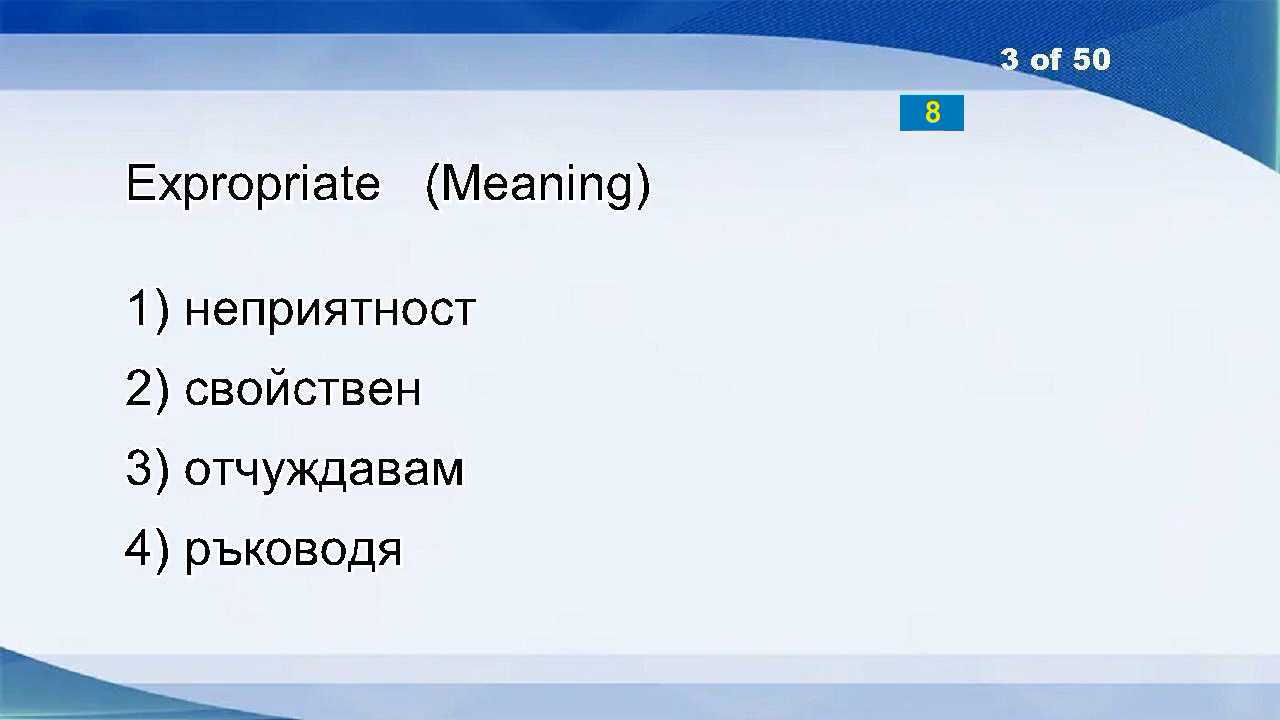 3 of 50
8
Expropriate (Meaning)
1) неприятност
2) свойствен
3) отчуждавам
4) ръководя